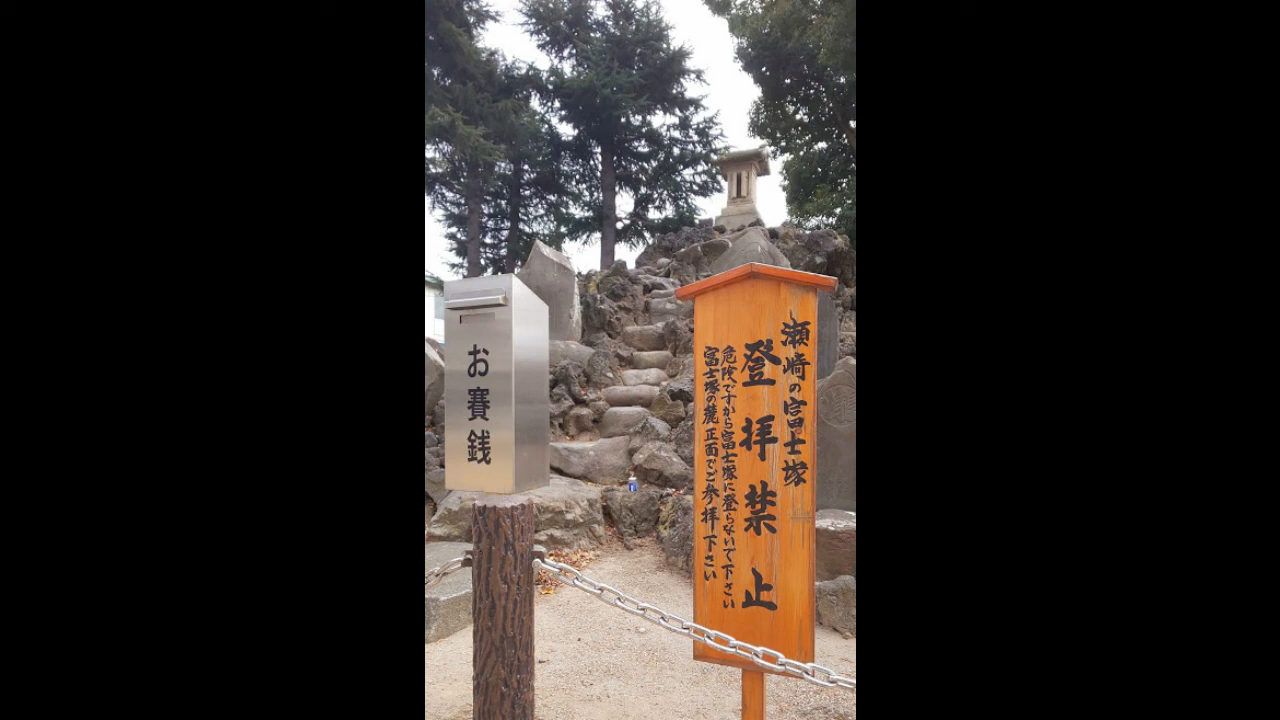 お賽銭
瀬崎の富士塚
登拝禁止
危険ですから富士塚に登らないで下さい
富士塚の麓正面でご参拝下さい